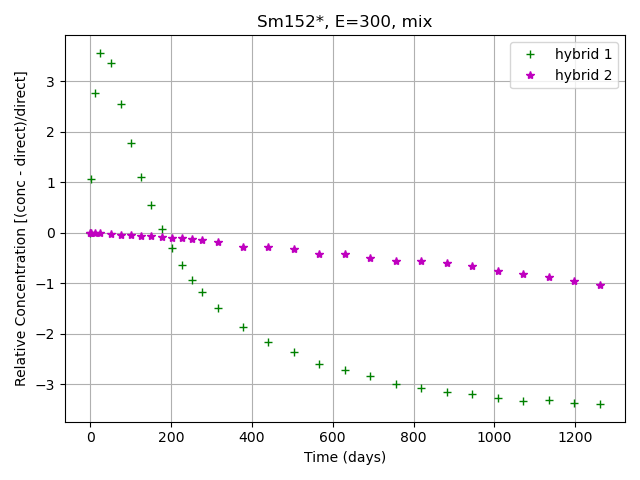 Sm152*, E=300, mix
hybrid 1
hybrid 2
Relative Concentration [(conc - direct)/direct]
3
2
1
0
−1
−2
−3
0 200 400 600 800 1000 1200
Time (days)